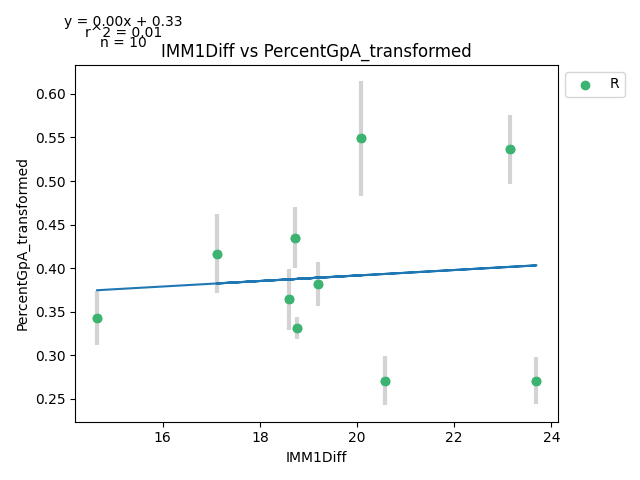 y = 0.00x + 0.33
r^2 = 0.01
n = 10
IMM1Diff vs PercentGpA_transformed
R
PercentGpA_transformed
0.60
0.55
0.50
0.45
0.40
0.35
0.30
0.25
16 18 20 22 24
IMM1Diff